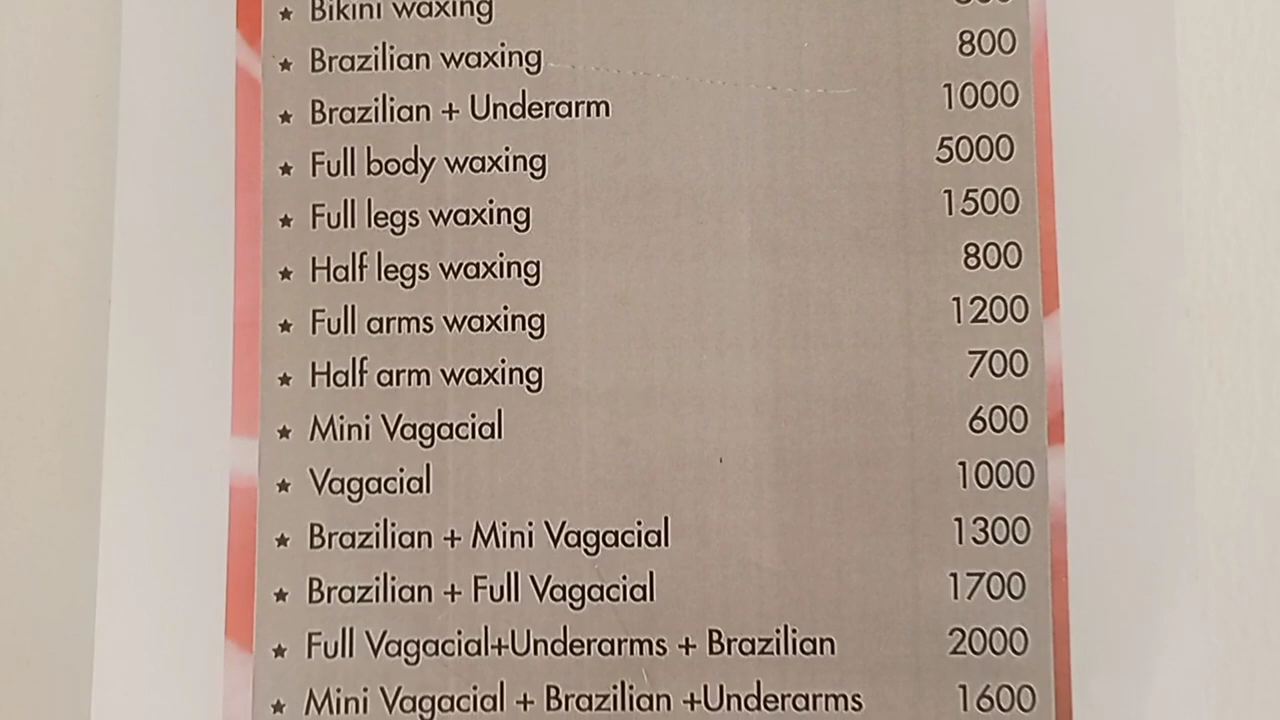 ★ Bikini waxing
★ Brazilian waxing 800
★ Brazilian + Underarm 1000
★ Full body waxing 5000
★ Full legs waxing 1500
★ Half legs waxing 800
★ Full arms waxing 1200
★ Half arm waxing 700
★ Mini Vagacial 600
★ Vagacial 1000
★ Brazilian + Mini Vagacial 1300
★ Brazilian + Full Vagacial 1700
★ Full Vagacial+Underarms + Brazilian 2000
★ Mini Vagacial + Brazilian +Underarms 1600